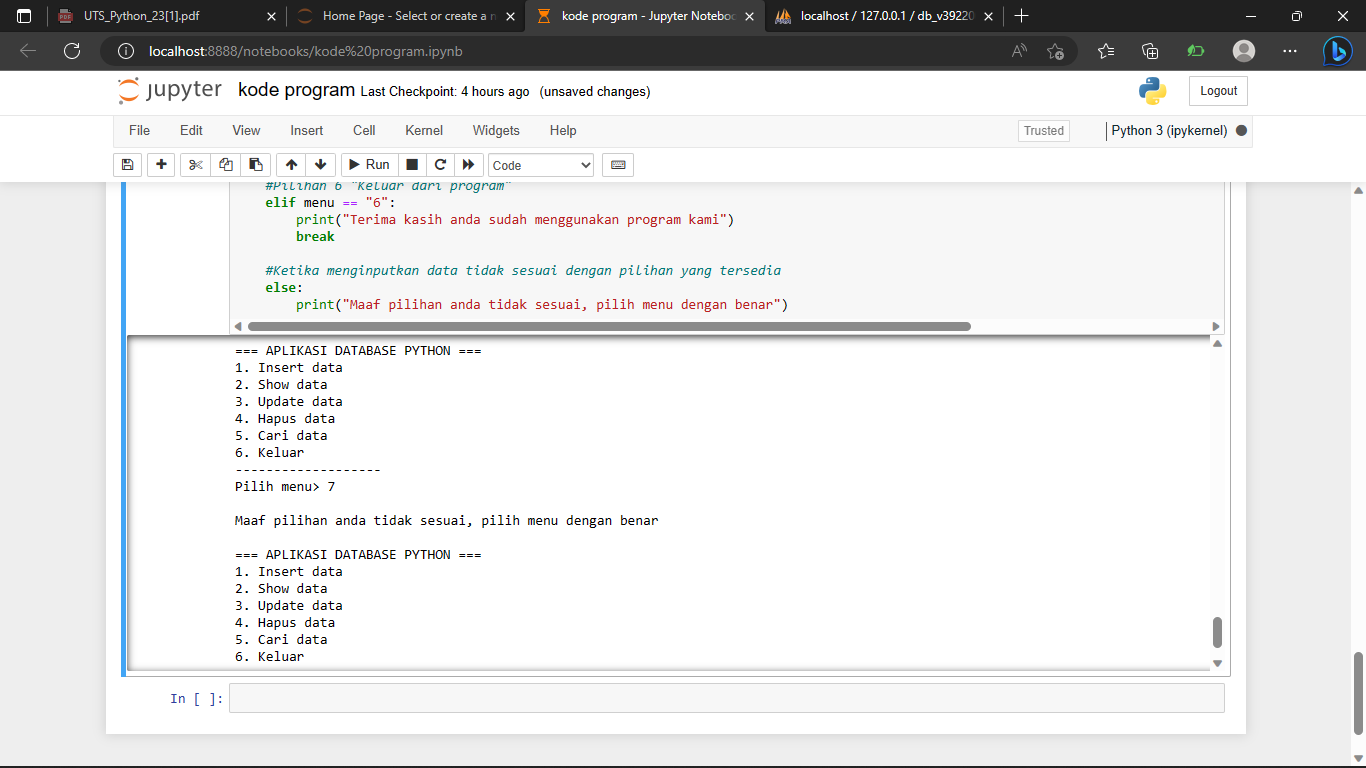 UTS_Python_23[1].pdf
Home Page - Select or create a n
kode program - Jupyter Noteboo
localhost / 127.0.0.1 / db_v39220
localhost:8888/notebooks/kode%20program.ipynb
jupyter kode program Last Checkpoint: 4 hours ago (unsaved changes)
Logout
File Edit View Insert Cell Kernel Widgets Help
Trusted
Python 3 (ipykernel)
Run
Code
#Pilihan 6 "Keluar dari program"
elif menu == "6":
print("Terima kasih anda sudah menggunakan program kami")
break
#Ketika menginputkan data tidak sesuai dengan pilihan yang tersedia
else:
print("Maaf pilihan anda tidak sesuai, pilih menu dengan benar")
=== APLIKASI DATABASE PYTHON ===
1. Insert data
2. Show data
3. Update data
4. Hapus data
5. Cari data
6. Keluar
-------------------
Pilih menu> 7
Maaf pilihan anda tidak sesuai, pilih menu dengan benar
=== APLIKASI DATABASE PYTHON ===
1. Insert data
2. Show data
3. Update data
4. Hapus data
5. Cari data
6. Keluar
In [ ]: